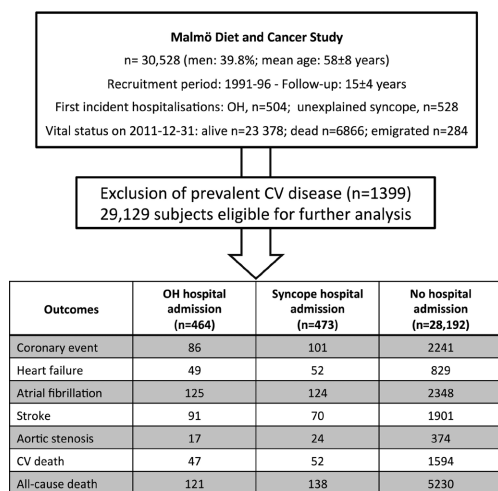 Malmö Diet and Cancer Study
n= 30,528 (men: 39.8%; mean age: 58±8 years)
Recruitment period: 1991-96 - Follow-up: 15±4 years
First incident hospitalisations: OH, n=504; unexplained syncope, n=528
Vital status on 2011-12-31: alive n=23 378; dead n=6866; emigrated n=284
Exclusion of prevalent CV disease (n=1399)
29,129 subjects eligible for further analysis
Outcomes OH hospital admission (n=464) Syncope hospital admission (n=473) No hospital admission (n=28,192)
Coronary event 86 101 2241
Heart failure 49 52 829
Atrial fibrillation 125 124 2348
Stroke 91 70 1901
Aortic stenosis 17 24 374
CV death 47 52 1594
All-cause death 121 138 5230